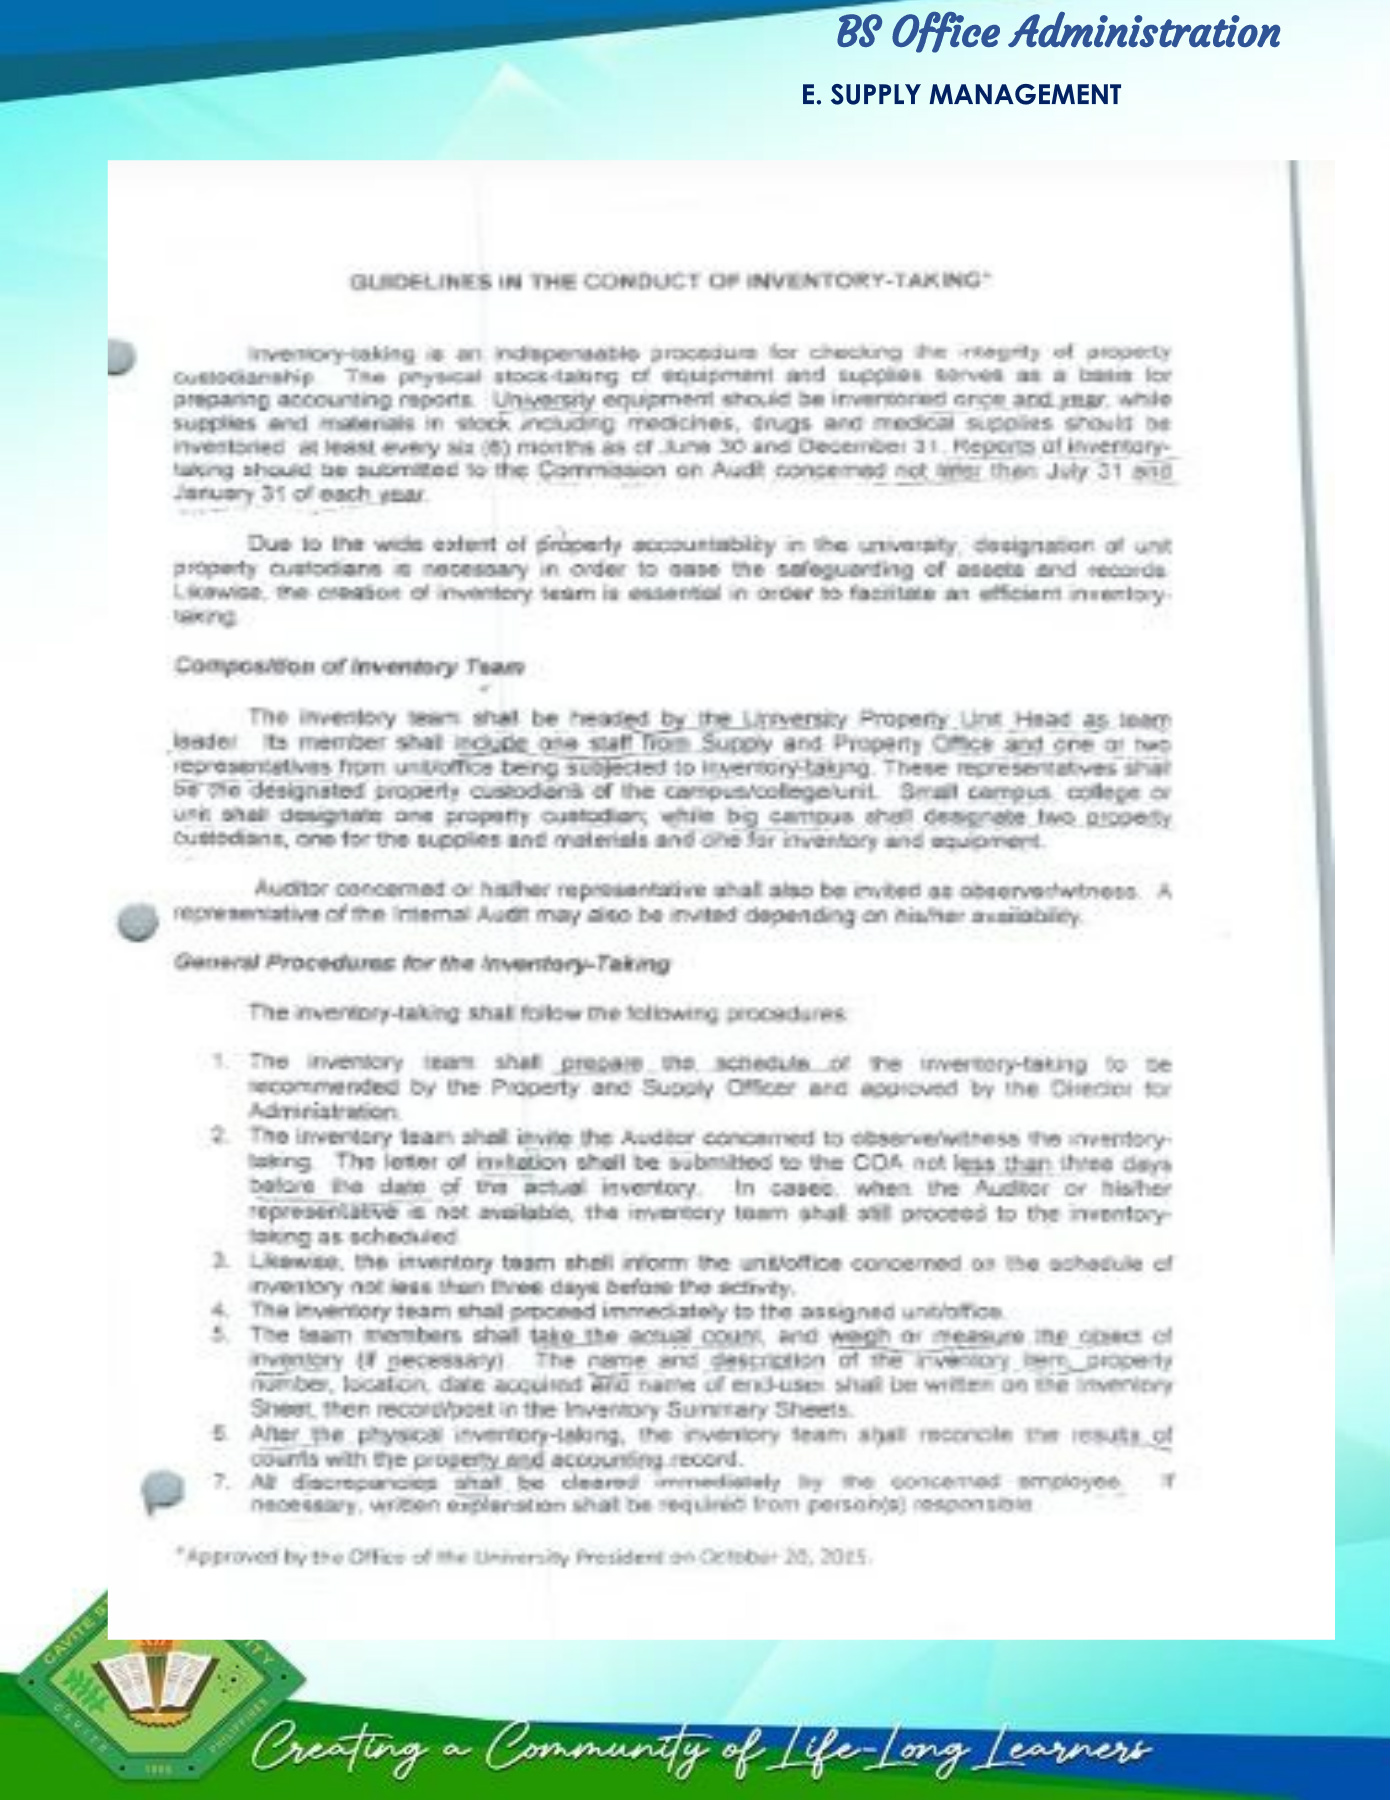 BS Office Administration
E. SUPPLY MANAGEMENT
GUIDELINES IN THE CONDUCT OF INVENTORY-TAKING*
Inventory-taking is an indispensable procedure for checking the integrity of property
custodianship. The physical stock-taking of equipment and supplies serves as a basis for
preparing accounting reports. University equipment should be inventoried once and year, while
supplies and materials in stock including medicines, drugs and medical supplies should be
inventoried at least every six (6) months as of June 30 and December 31. Reports of inventory-
taking should be submitted to the Commission on Audit concerned not later than July 31 and
January 31 of each year.
Due to the wide extent of property accountability in the university, designation of unit
property custodians is necessary in order to ease the safeguarding of assets and records.
Likewise, the creation of inventory team is essential in order to facilitate an efficient inventory-
taking.
Composition of Inventory Team
The inventory team shall be headed by the University Property Unit Head as team
leader. Its member shall include one staff from Supply and Property Office and one or two
representatives from unit/office being subjected to inventory-taking. These representatives shall
be the designated property custodians of the campus/college/unit. Small campus, college or
unit shall designate one property custodian; while big campus shall designate two property
custodians, one for the supplies and materials and one for inventory and equipment.
Auditor concerned or his/her representative shall also be invited as observer/witness. A
representative of the Internal Audit may also be invited depending on his/her availability.
General Procedures for the Inventory-Taking
The inventory-taking shall follow the following procedures:
1. The inventory team shall prepare the schedule of the inventory-taking to be
recommended by the Property and Supply Officer and approved by the Director for
Administration.
2. The inventory team shall invite the Auditor concerned to observe/witness the inventory-
taking. The letter of invitation shall be submitted to the COA not less than three days
before the date of the actual inventory. In cases, when the Auditor or his/her
representative is not available, the inventory team shall still proceed to the inventory-
taking as scheduled.
3. Likewise, the inventory team shall inform the unit/office concerned on the schedule of
inventory not less than three days before the activity.
4. The inventory team shall proceed immediately to the assigned unit/office.
5. The team members shall take the actual count, and weigh or measure the object of
inventory (if necessary). The name and description of the inventory item, property
number, location, date acquired and name of end-user shall be written on the Inventory
Sheet, then record/post in the Inventory Summary Sheets.
6. After the physical inventory-taking, the inventory team shall reconcile the results of
counts with the property and accounting record.
7. All discrepancies shall be cleared immediately by the concerned employee. If
necessary, written explanation shall be required from person(s) responsible.
*Approved by the Office of the University President on October 20, 2015.
CAVITE
CAVITE
PHILIPPINES
1906
Creating a Community of Life-Long Learners